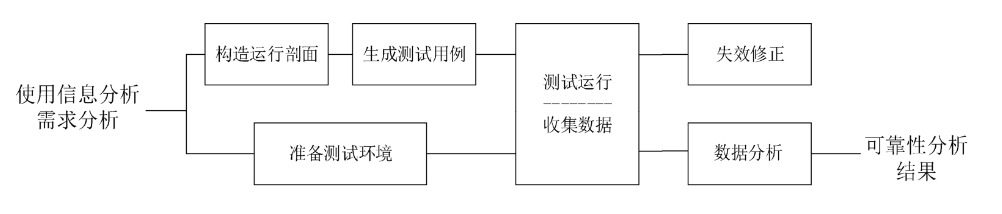 使用信息分析
需求分析
构造运行剖面
生成测试用例
准备测试环境
测试运行
收集数据
失效修正
数据分析
可靠性分析
结果